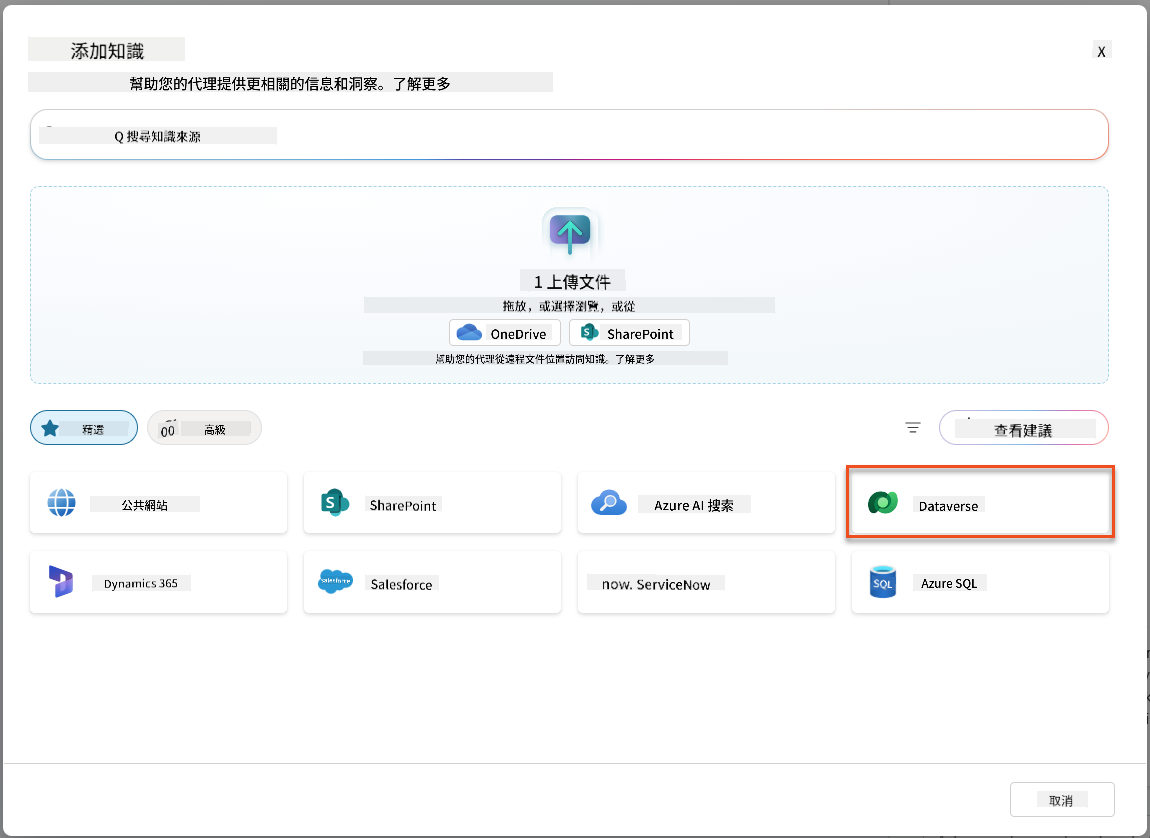 添加知識
X
幫助您的代理提供更相關的信息和洞察。了解更多
Q 搜尋知識來源
1 上傳文件
拖放，或選擇瀏覽，或從
OneDrive
S SharePoint
幫助您的代理從遠程文件位置訪問知識。了解更多
精選
00 高級
查看建議
公共網站
S SharePoint
Azure AI 搜索
Dataverse
Dynamics 365
salesforce Salesforce
now. ServiceNow
SQL Azure SQL
取消